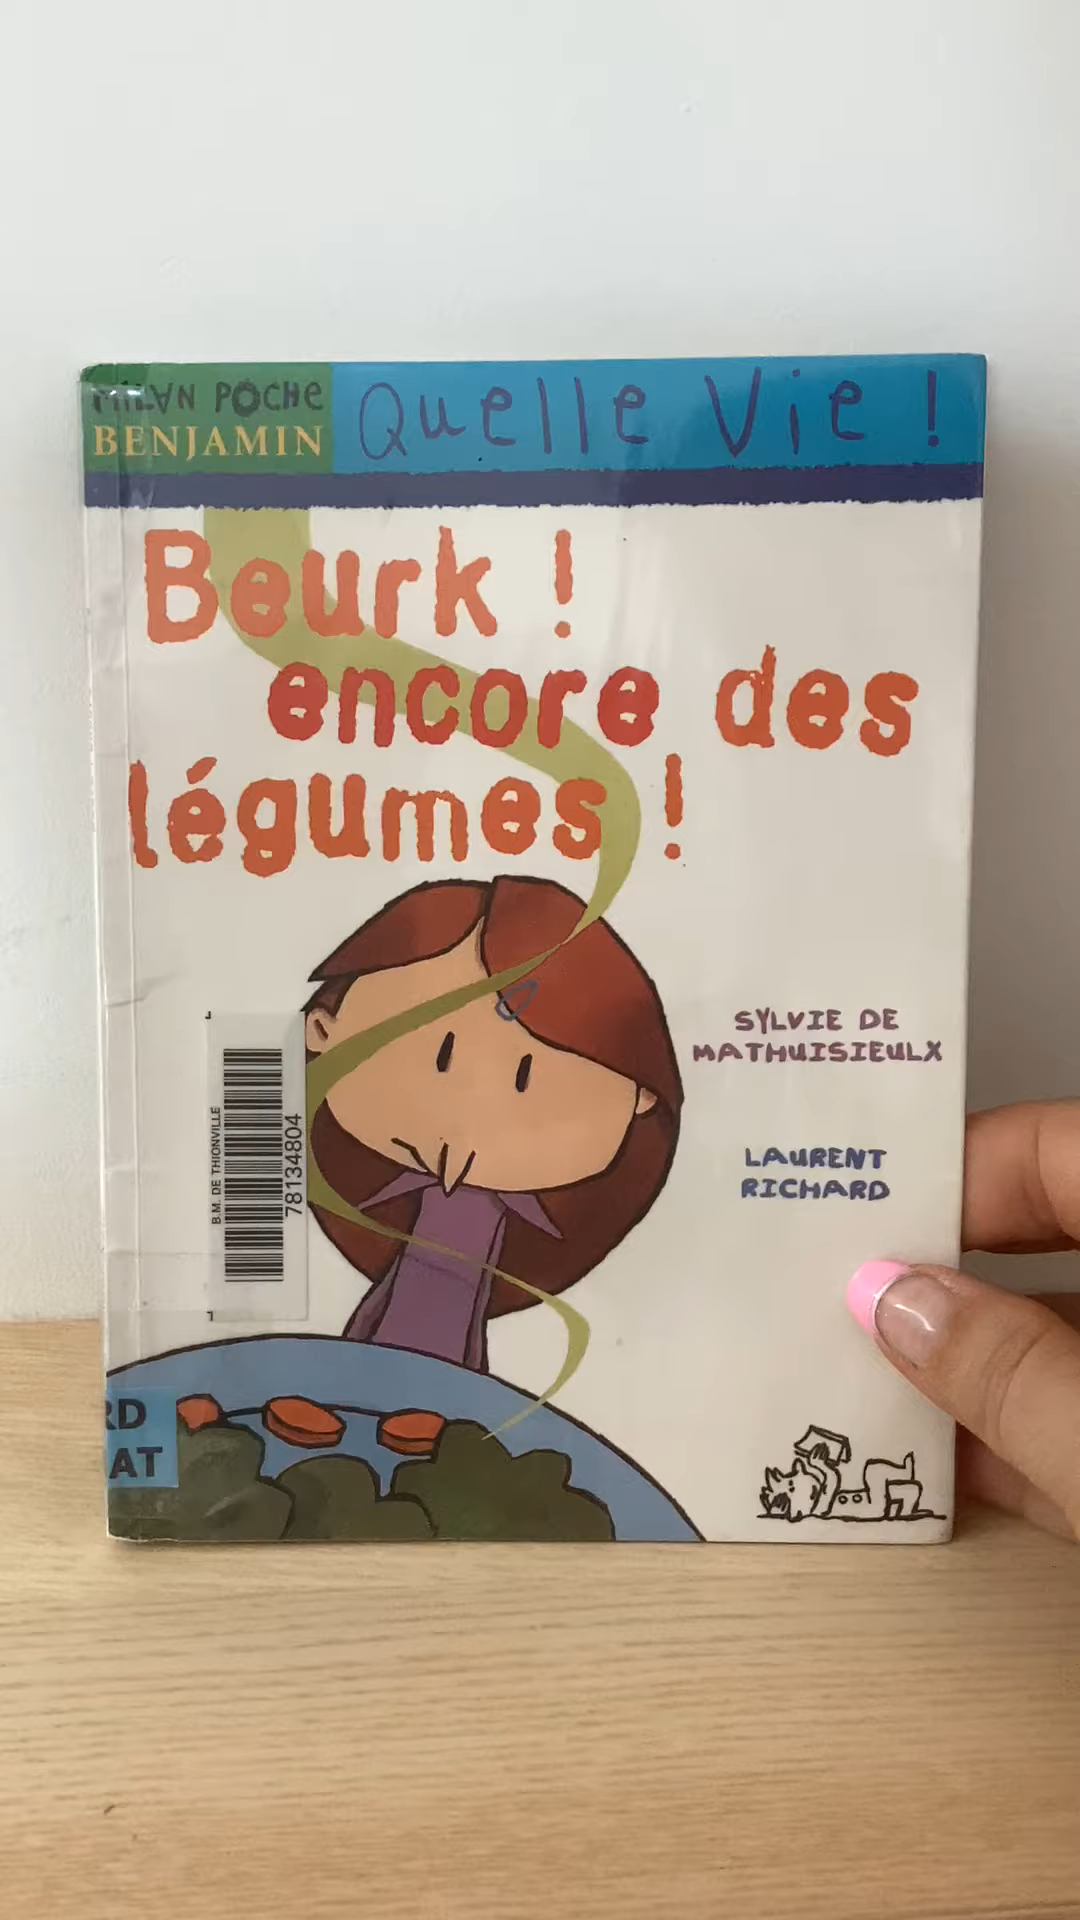 MILAN POCHE
BENJAMIN
Quelle Vie !
Beurk !
encore des
légumes !
SYLVIE DE
MATHUISIEULX
LAURENT
RICHARD
B.M. DE THIONVILLE
78134804
RD
AT